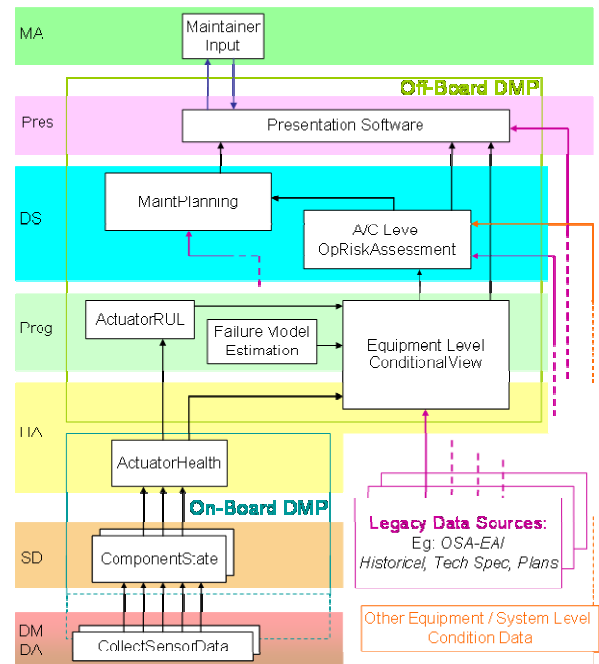 MA
Maintainer
Input
Off-Board DMP
Pres
Presentation Software
DS
MaintPlanning
A/C Level
OpRiskAssessment
Prog
ActuatorRUL
Failure Model
Estimation
Equipment Level
ConditionalView
HA
ActuatorHealth
On-Board DMP
Legacy Data Sources:
Eg: OSA-EAI
Historical, Tech Spec, Plans
SD
ComponentState
Other Equipment / System Level
Condition Data
DM
DA
CollectSensorData